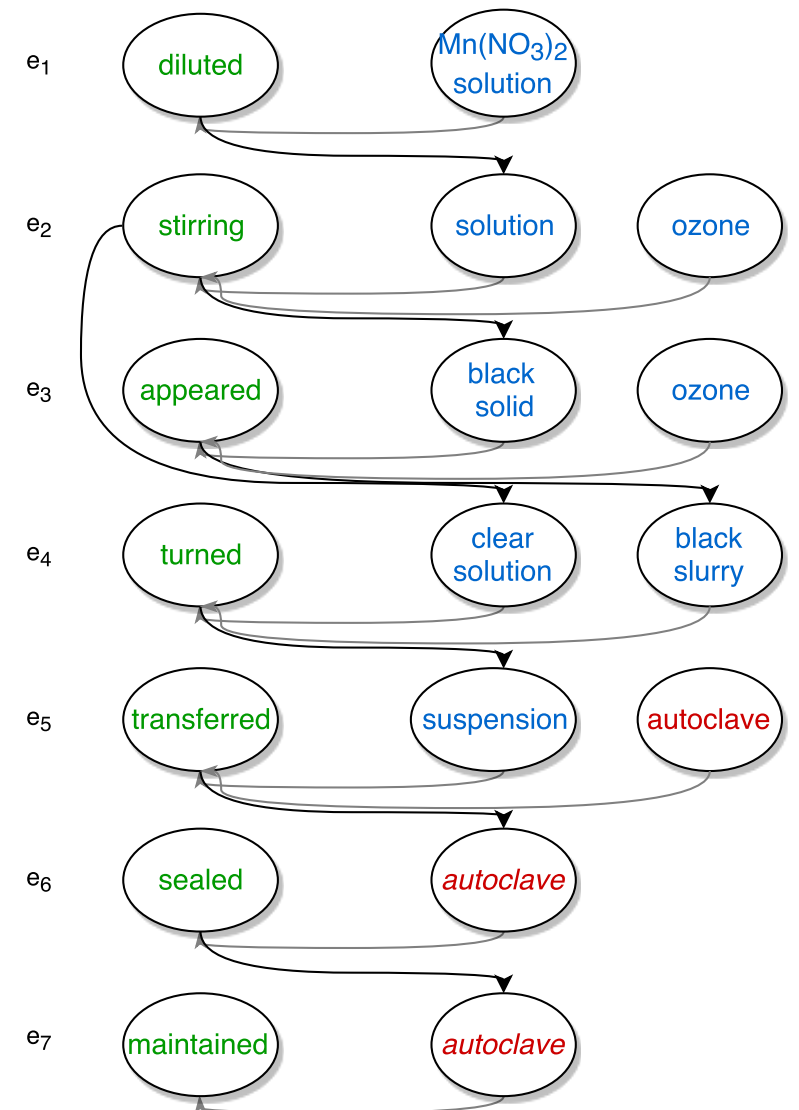 e1 diluted Mn(NO3)2
solution
e2 stirring solution ozone
e3 appeared black
solid ozone
e4 turned clear
solution black
slurry
e5 transferred suspension autoclave
e6 sealed autoclave
e7 maintained autoclave